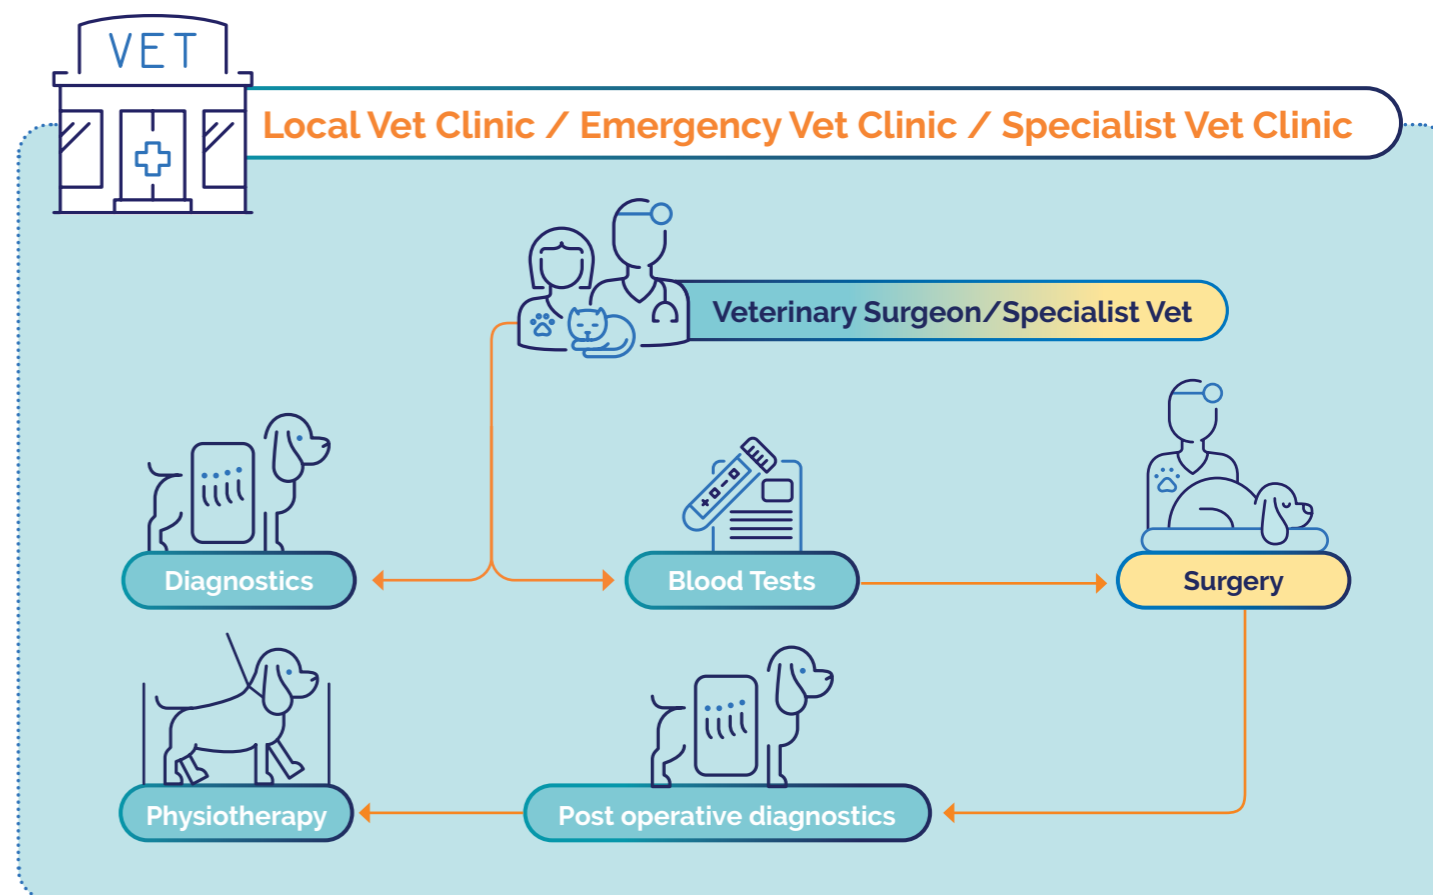 VET
Local Vet Clinic / Emergency Vet Clinic / Specialist Vet Clinic
Veterinary Surgeon/Specialist Vet
Diagnostics
Blood Tests
Surgery
Physiotherapy
Post operative diagnostics